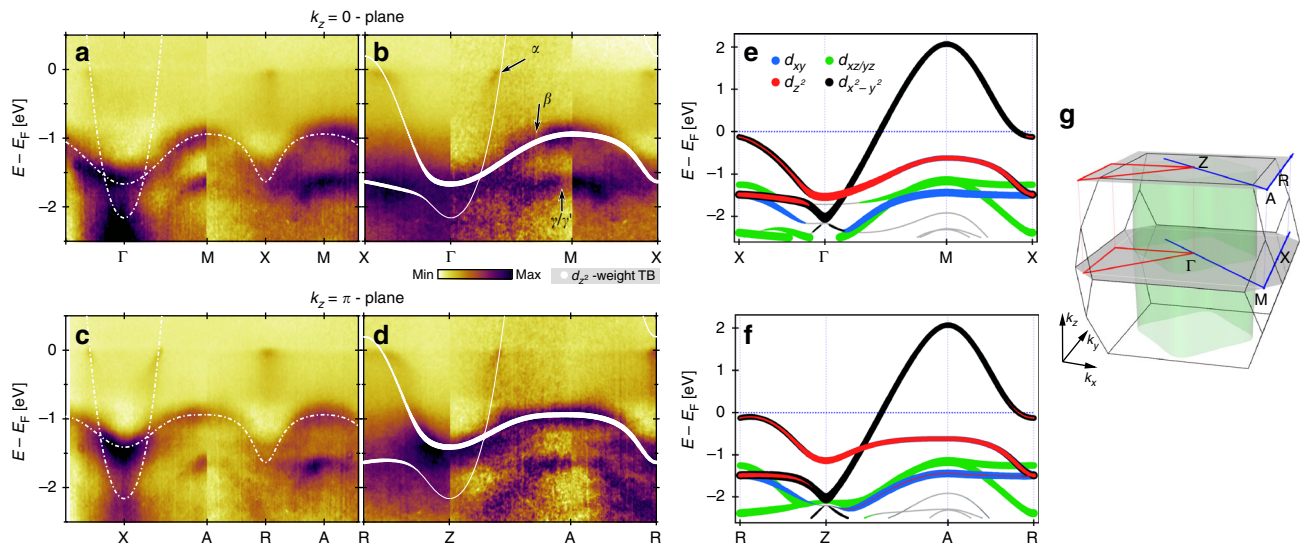 k_z = 0 - plane
a
b
E − E_F [eV]
0
−1
−2
α
β
γ/γ′
Γ M X M X Γ M X
Min Max d_z² -weight TB
k_z = π - plane
c
d
E − E_F [eV]
0
−1
−2
X A R A R Z A R
e
d_xy d_xz/yz
d_z² d_x²−y²
E − E_F [eV]
2
1
0
−1
−2
X Γ M X
f
E − E_F [eV]
2
1
0
−1
−2
R Z A R
g
Z
R
A
Γ
X
M
k_z
k_y
k_x